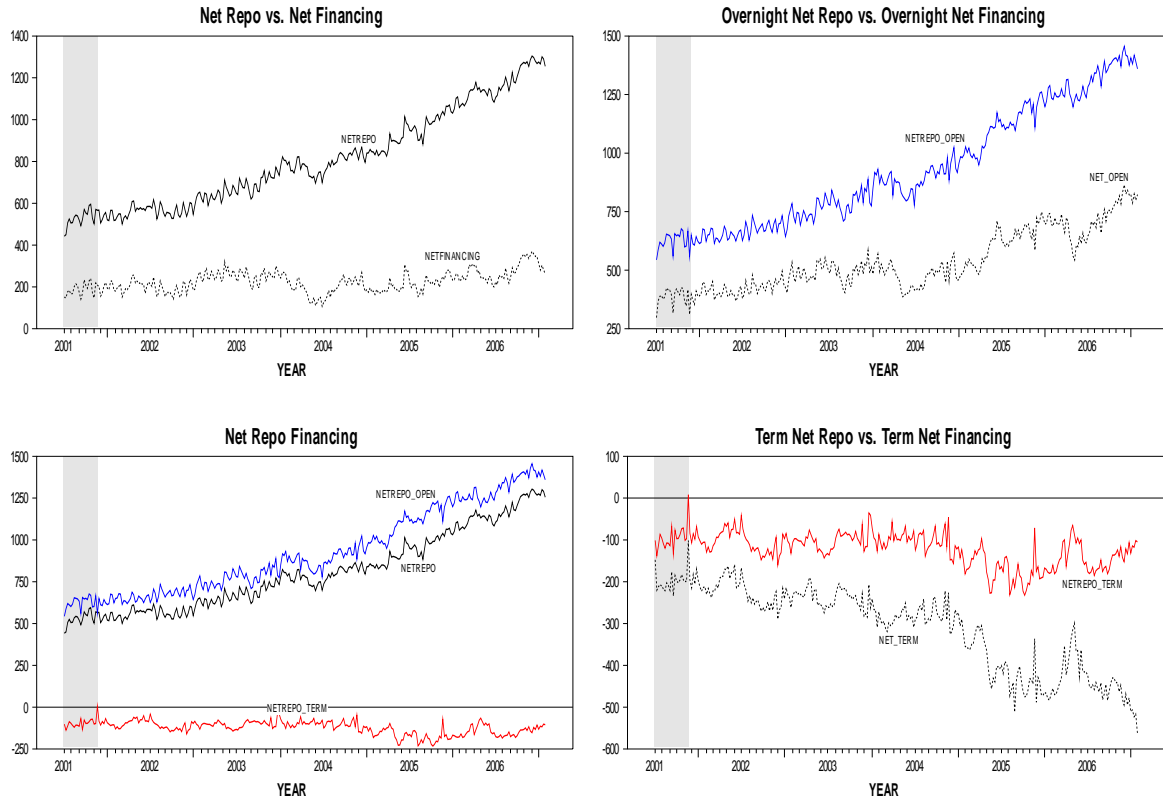 Net Repo vs. Net Financing
1400
1200
1000
800
600
400
200
0
NETREPO
NETFINANCING
2001 2002 2003 2004 2005 2006
YEAR
Overnight Net Repo vs. Overnight Net Financing
1500
1250
1000
750
500
250
NETREPO_OPEN
NET_OPEN
2001 2002 2003 2004 2005 2006
YEAR
Net Repo Financing
1500
1250
1000
750
500
250
0
-250
NETREPO_OPEN
NETREPO
NETREPO_TERM
2001 2002 2003 2004 2005 2006
YEAR
Term Net Repo vs. Term Net Financing
100
0
-100
-200
-300
-400
-500
-600
NETREPO_TERM
NET_TERM
2001 2002 2003 2004 2005 2006
YEAR